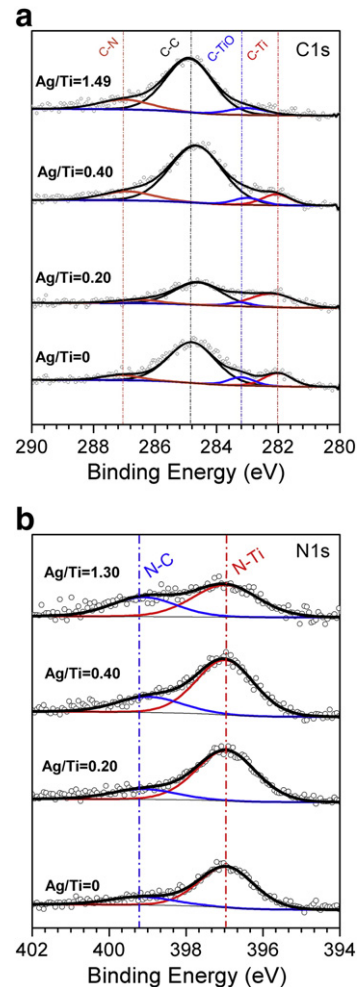 a
C1s
C-N
C-C
C-TiO
C-Ti
Ag/Ti=1.49
Ag/Ti=0.40
Ag/Ti=0.20
Ag/Ti=0
290 288 286 284 282 280
Binding Energy (eV)
b
N1s
N-C
N-Ti
Ag/Ti=1.30
Ag/Ti=0.40
Ag/Ti=0.20
Ag/Ti=0
402 400 398 396 394
Binding Energy (eV)